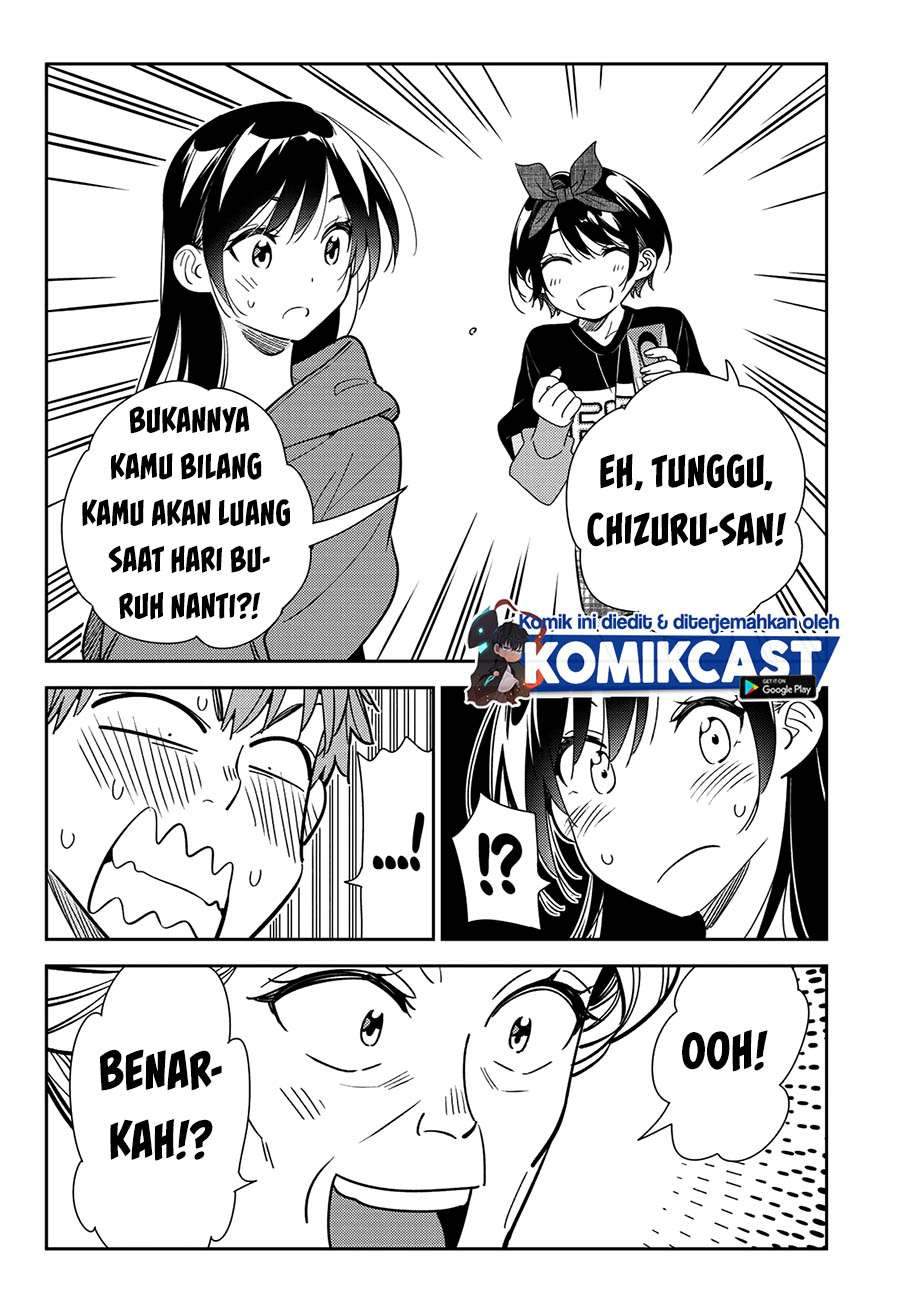 EH, TUNGGU,
CHIZURU-SAN!
BUKANNYA
KAMU BILANG
KAMU AKAN LUANG
SAAT HARI BU-
RUH NANTI?!
Komik ini diedit & diterjemahkan oleh
KOMIKCAST
GET IT ON
Google Play
!?
....!
OOH!
BENAR-
KAH!?